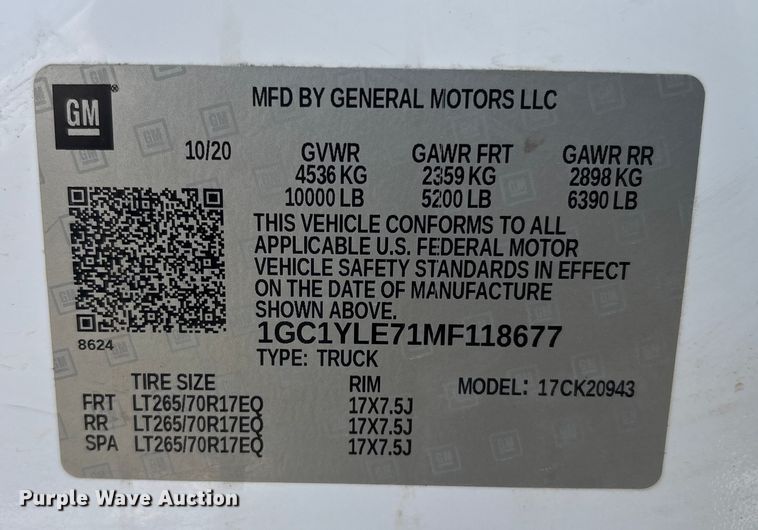 GM
MFD BY GENERAL MOTORS LLC
10/20 GVWR GAWR FRT GAWR RR
4536 KG 2359 KG 2898 KG
10000 LB 5200 LB 6390 LB
THIS VEHICLE CONFORMS TO ALL
APPLICABLE U.S. FEDERAL MOTOR
VEHICLE SAFETY STANDARDS IN EFFECT
ON THE DATE OF MANUFACTURE
SHOWN ABOVE.
8624
1GC1YLE71MF118677
TYPE: TRUCK
TIRE SIZE RIM MODEL: 17CK20943
FRT LT265/70R17EQ 17X7.5J
RR LT265/70R17EQ 17X7.5J
SPA LT265/70R17EQ 17X7.5J
Purple Wave Auction